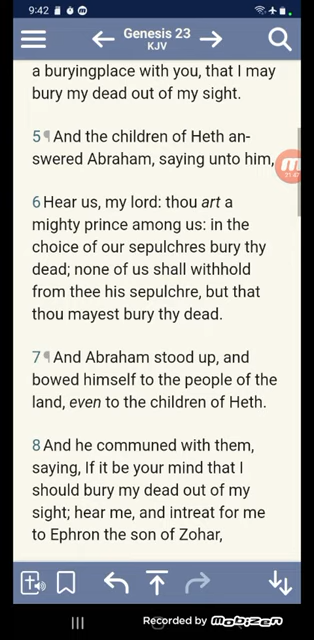 9:42
Genesis 23
KJV
a buryingplace with you, that I may
bury my dead out of my sight.
5 ¶ And the children of Heth an-
swered Abraham, saying unto him,
6 Hear us, my lord: thou art a
mighty prince among us: in the
choice of our sepulchres bury thy
dead; none of us shall withhold
from thee his sepulchre, but that
thou mayest bury thy dead.
7 ¶ And Abraham stood up, and
bowed himself to the people of the
land, even to the children of Heth.
8 And he communed with them,
saying, If it be your mind that I
should bury my dead out of my
sight; hear me, and intreat for me
to Ephron the son of Zohar,
Recorded by mobizen